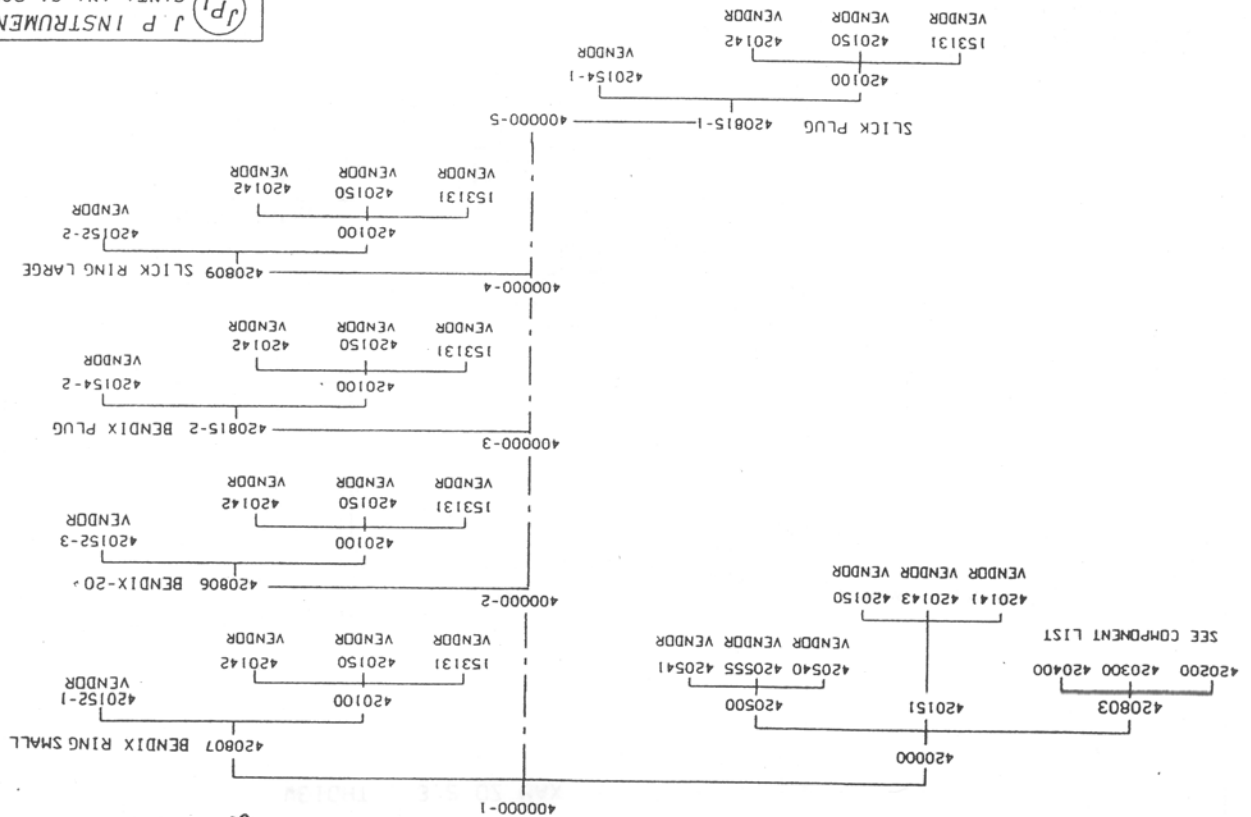 400000-1
420000
420807 BENDIX RING SMALL
420803
420151
420500
420100
420152-1
VENDOR
420200 420300 420400
SEE COMPONENT LIST
420540 420555 420541
VENDOR VENDOR VENDOR
153131 420150 420142
VENDOR VENDOR VENDOR
420141 420143 420150
VENDOR VENDOR VENDOR
400000-2
420806 BENDIX-20
420100
420152-3
VENDOR
153131 420150 420142
VENDOR VENDOR VENDOR
400000-3
420815-2 BENDIX PLUG
420100
420154-2
VENDOR
153131 420150 420142
VENDOR VENDOR VENDOR
400000-4
420809 SLICK RING LARGE
420100
420152-2
VENDOR
153131 420150 420142
VENDOR VENDOR VENDOR
SLICK PLUG 420815-1
400000-5
420100
420154-1
VENDOR
153131 420150 420142
VENDOR VENDOR VENDOR
JPI
J.P INSTRUMEN